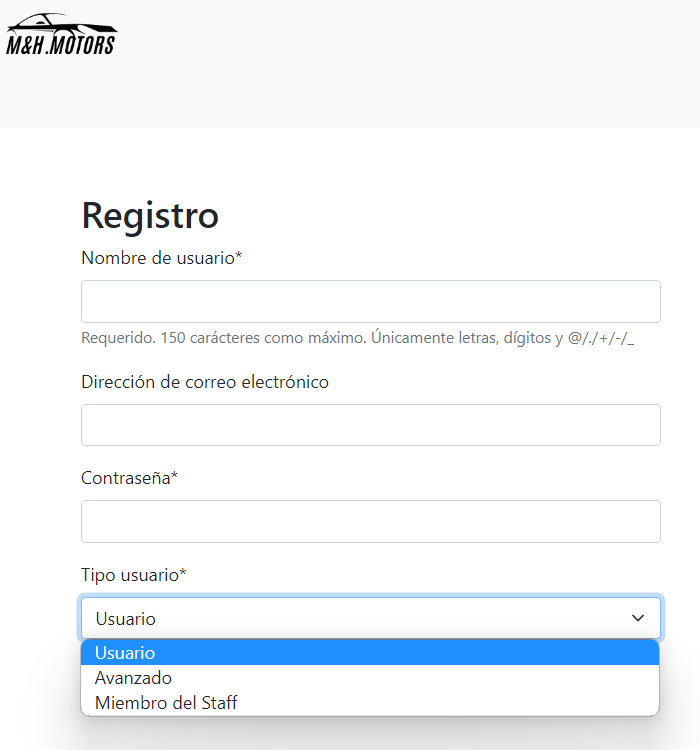 M&H.MOTORS
Registro
Nombre de usuario*
Requerido. 150 carácteres como máximo. Únicamente letras, dígitos y @/./+/-/_
Dirección de correo electrónico
Contraseña*
Tipo usuario*
Usuario
Usuario
Avanzado
Miembro del Staff